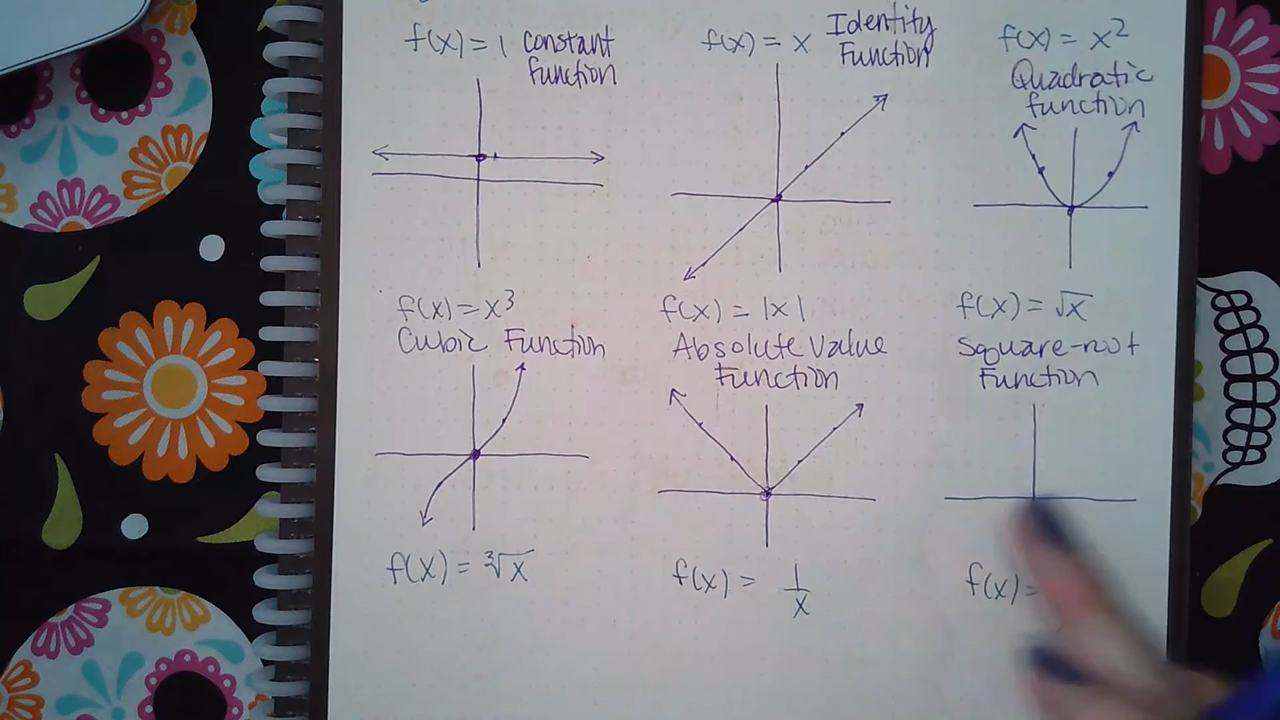 f(x) = 1 constant function
f(x) = x Identity Function
f(x) = x²
Quadratic
function
f(x) = x³
Cubic Function
f(x) = |x|
Absolute Value
Function
f(x) = √x
Square-root
Function
f(x) = ∛x
f(x) = 1/x
f(x) =